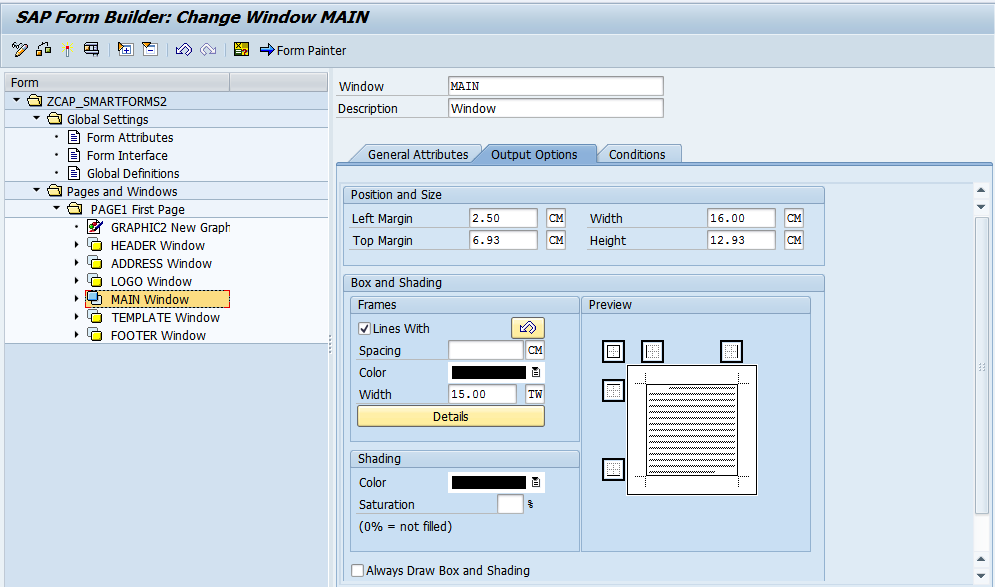 SAP Form Builder: Change Window MAIN
Form Painter
Form
ZCAP_SMARTFORMS2
Global Settings
Form Attributes
Form Interface
Global Definitions
Pages and Windows
PAGE1 First Page
GRAPHIC2 New Graph
HEADER Window
ADDRESS Window
LOGO Window
MAIN Window
TEMPLATE Window
FOOTER Window
Window MAIN
Description Window
General Attributes Output Options Conditions
Position and Size
Left Margin 2.50 CM Width 16.00 CM
Top Margin 6.93 CM Height 12.93 CM
Box and Shading
Frames
Lines With
Spacing CM
Color
Width 15.00 TW
Details
Preview
Shading
Color
Saturation %
(0% = not filled)
Always Draw Box and Shading